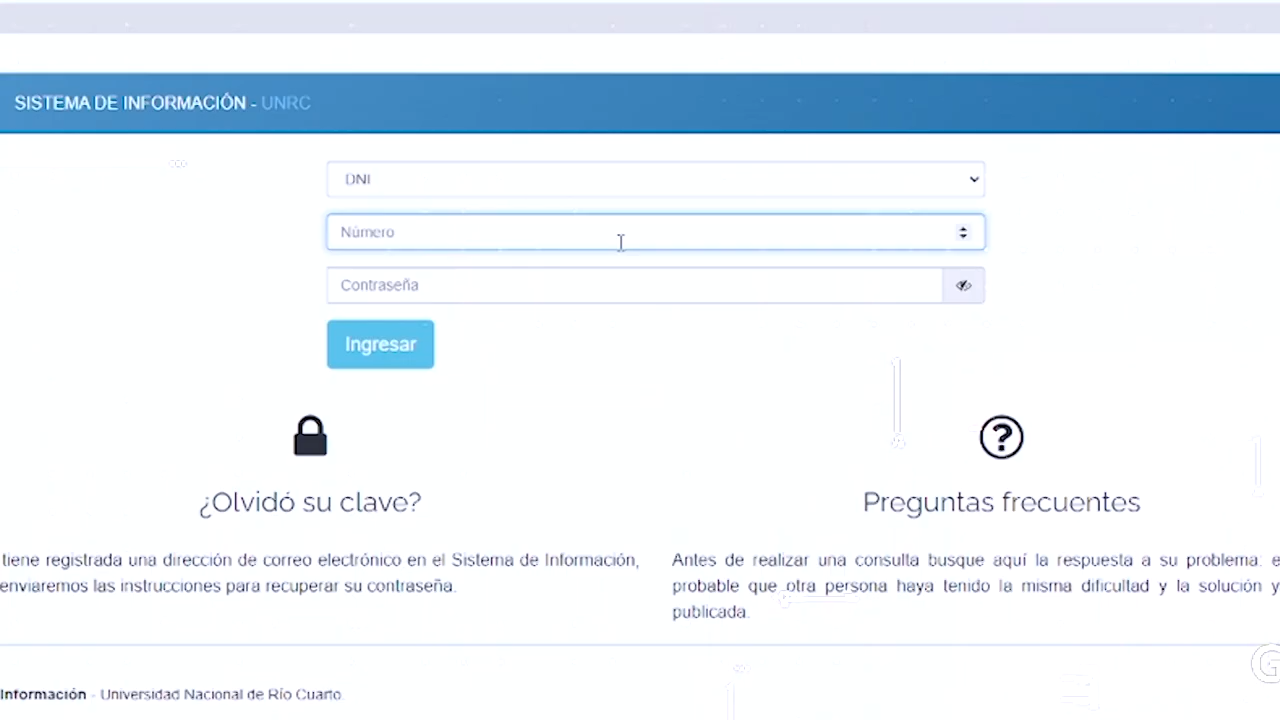 SISTEMA DE INFORMACIÓN - UNRC
DNI
Número
Contraseña
Ingresar
¿Olvidó su clave?
Preguntas frecuentes
tiene registrada una dirección de correo electrónico en el Sistema de Información,
enviaremos las instrucciones para recuperar su contraseña.
Antes de realizar una consulta busque aquí la respuesta a su problema: e
probable que otra persona haya tenido la misma dificultad y la solución y
publicada.
Información - Universidad Nacional de Río Cuarto
G